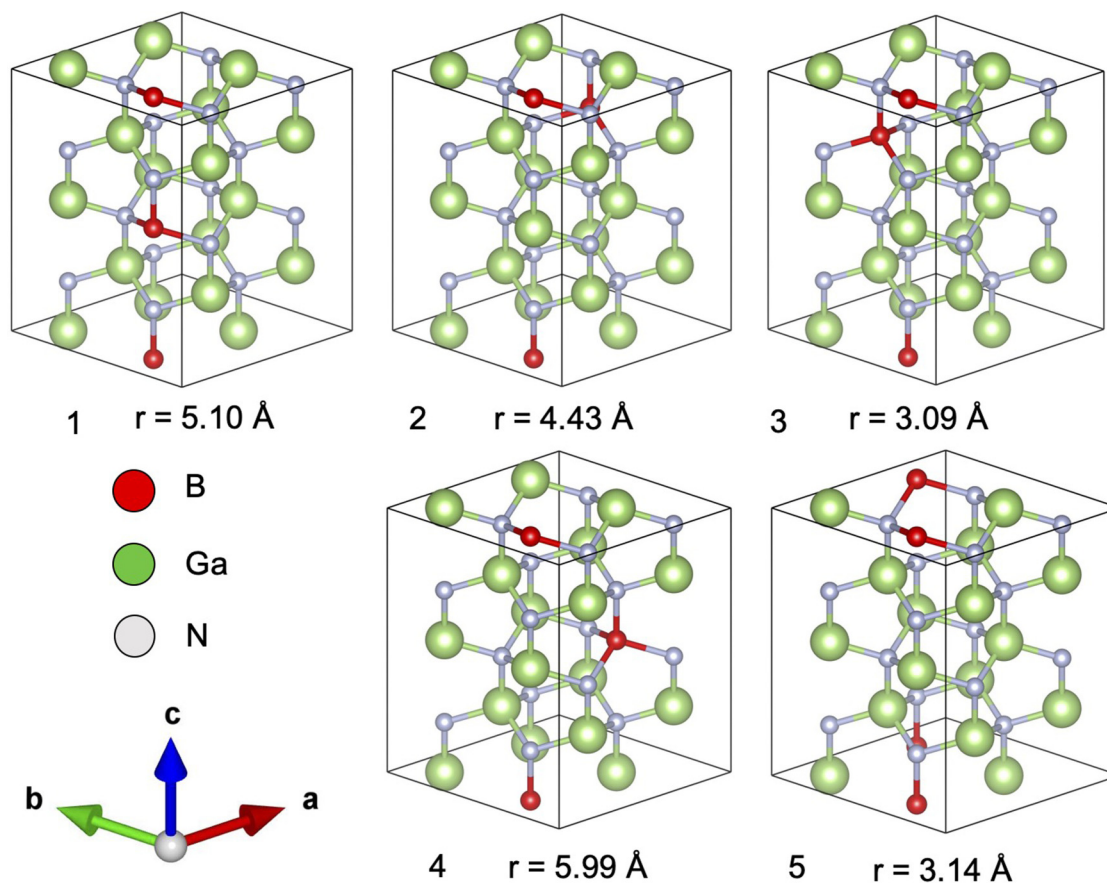 1 r = 5.10 Å
2 r = 4.43 Å
3 r = 3.09 Å
B
Ga
N
c
b
a
4 r = 5.99 Å
5 r = 3.14 Å